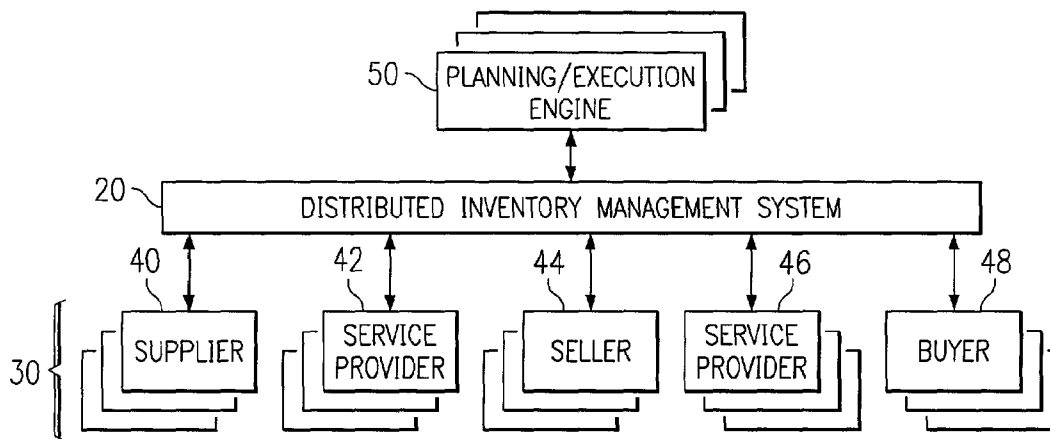 50
PLANNING/EXECUTION
ENGINE
20
DISTRIBUTED INVENTORY MANAGEMENT SYSTEM
40
42
44
46
48
30
SUPPLIER
SERVICE
PROVIDER
SELLER
SERVICE
PROVIDER
BUYER